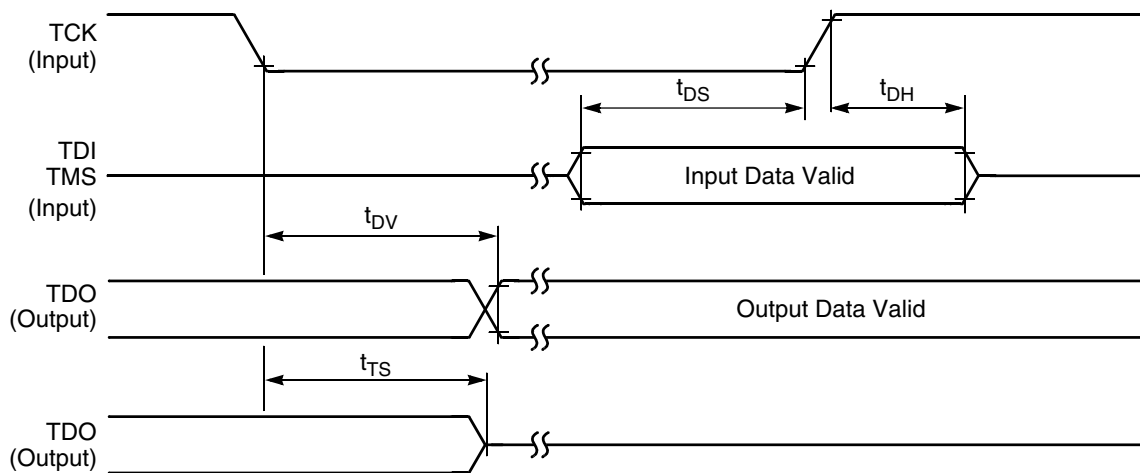 TCK
(Input)
tDS
tDH
TDI
TMS
(Input)
Input Data Valid
tDV
TDO
(Output)
Output Data Valid
tTS
TDO
(Output)